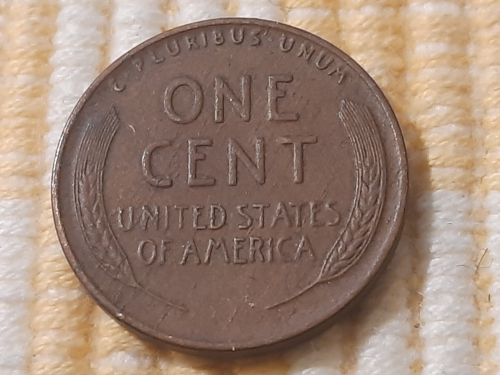 E·PLURIBUS·UNUM
ONE
CENT
UNITED STATES
OF AMERICA